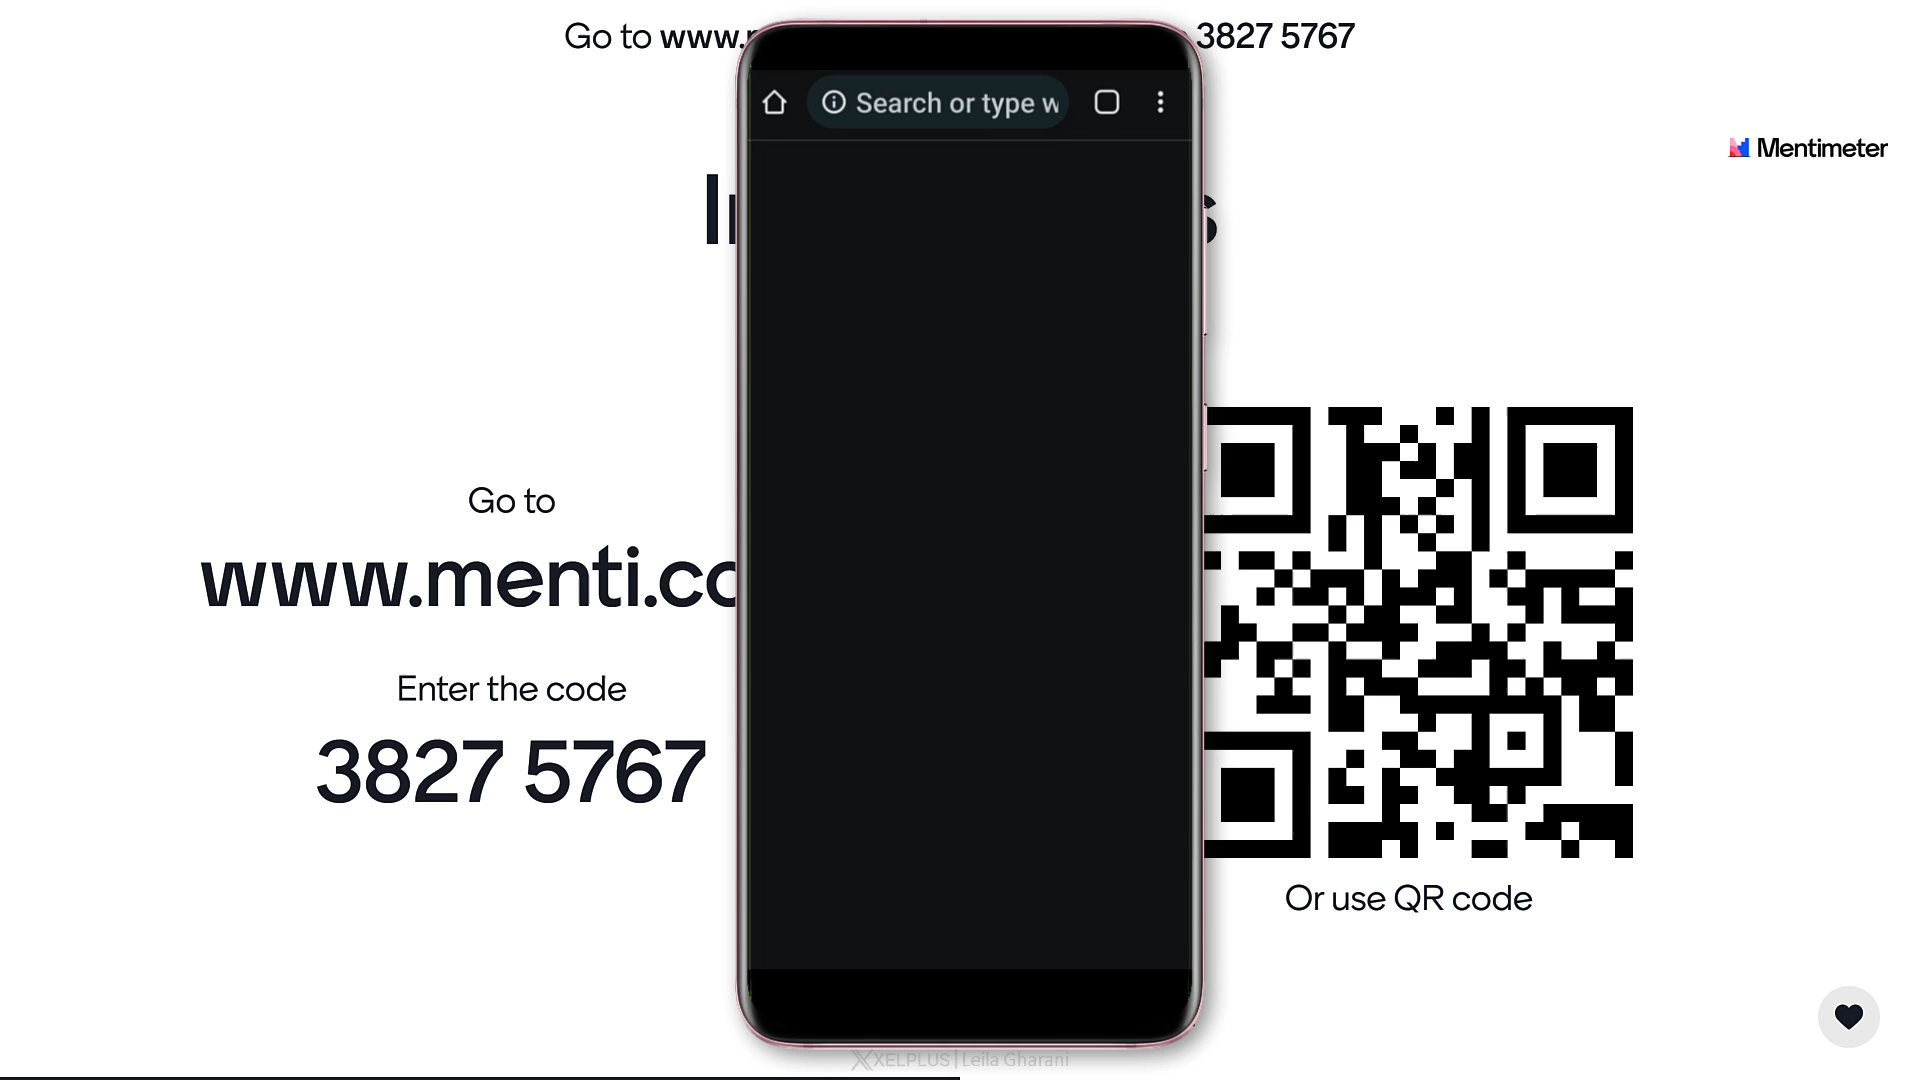 Go to www. 3827 5767
Search or type w
Mentimeter
Go to
www.menti.co
Enter the code
3827 5767
Or use QR code
XELPLUS | Leila Gharani